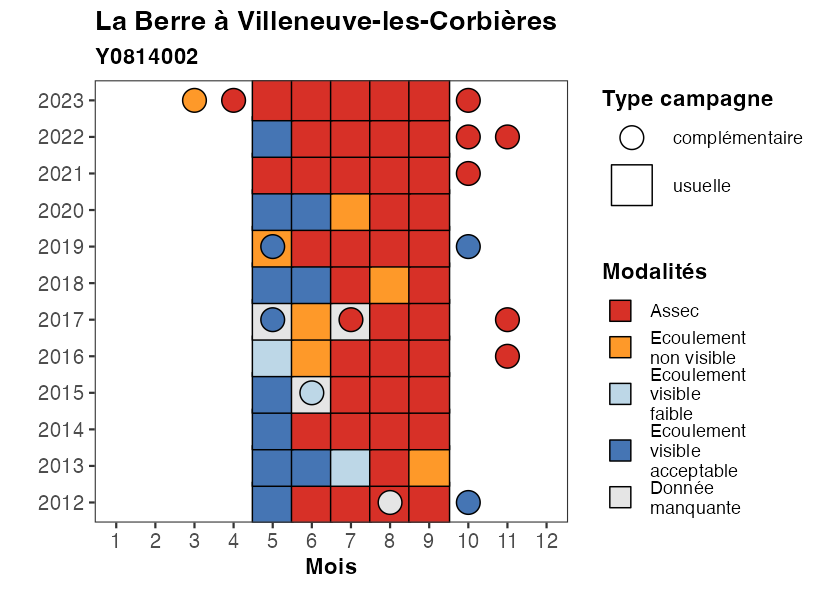 La Berre à Villeneuve-les-Corbières
Y0814002
2023
2022
2021
2020
2019
2018
2017
2016
2015
2014
2013
2012
1 2 3 4 5 6 7 8 9 10 11 12
Mois
Type campagne
complémentaire
usuelle
Modalités
Assec
Ecoulement
non visible
Ecoulement
visible
faible
Ecoulement
visible
acceptable
Donnée
manquante